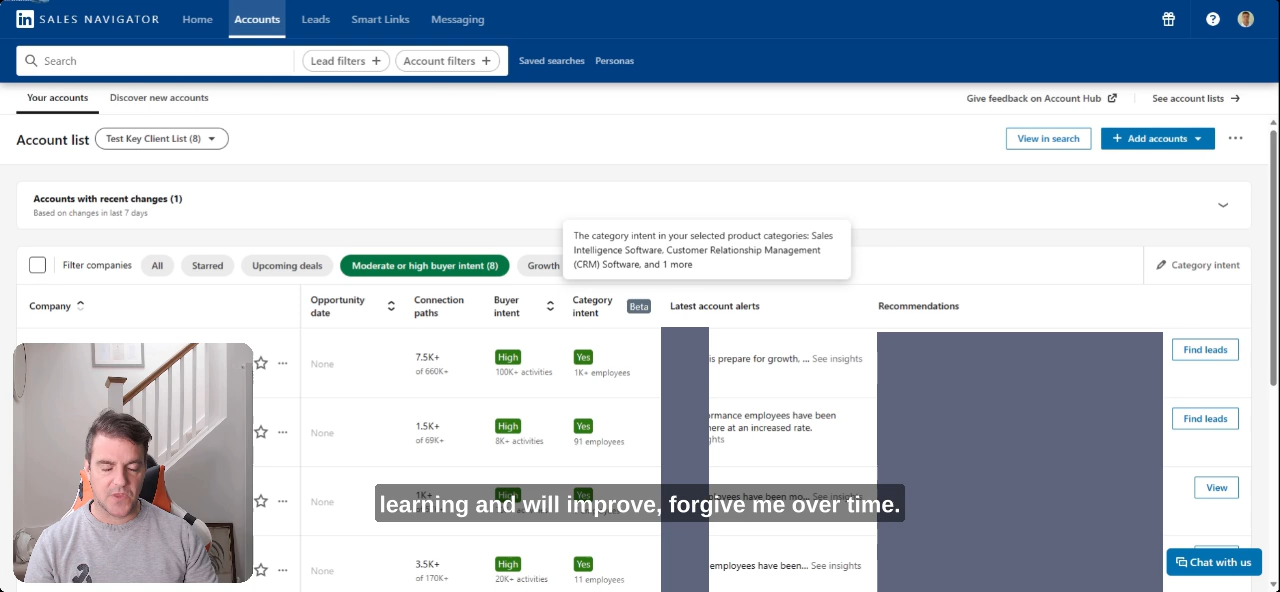 in SALES NAVIGATOR Home Accounts Leads Smart Links Messaging
Search Lead filters + Account filters + Saved searches Personas
Your accounts Discover new accounts Give feedback on Account Hub See account lists
Account list Test Key Client List (8) View in search + Add accounts
Accounts with recent changes (1)
Based on changes in last 7 days
The category intent in your selected product categories: Sales
Intelligence Software, Customer Relationship Management
(CRM) Software, and 1 more
Filter companies All Starred Upcoming deals Moderate or high buyer intent (8) Growth Category intent
Company Opportunity date Connection paths Buyer intent Category intent Beta Latest account alerts Recommendations
None 7.5K+ High Yes is prepare for growth, ... See insights Find leads
of 660K+ 100K+ activities 1K+ employees
None 1.5K+ High Yes ormance employees have been Find leads
here at an increased rate.
of 69K+ 8K+ activities 91 employees ghts
None View
learning and will improve, forgive me over time.
None 3.5K+ High Yes employees have been... See insights
of 170K+ 20K+ activities 11 employees
Chat with us